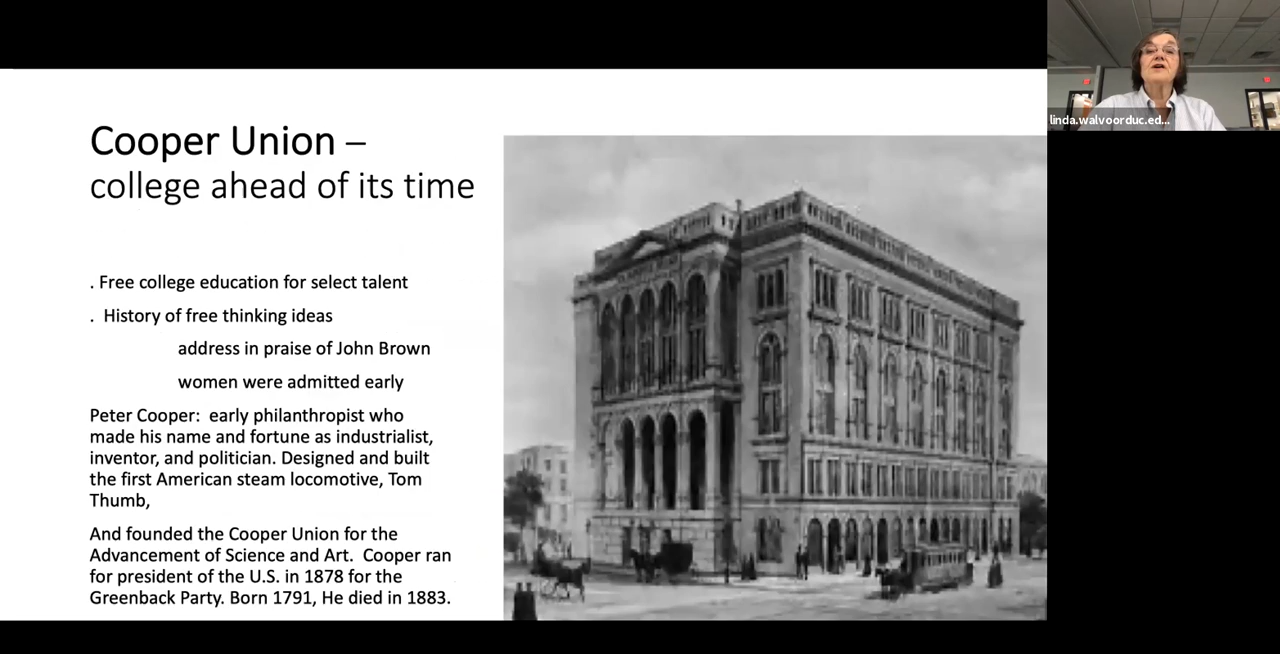 Cooper Union –
college ahead of its time
. Free college education for select talent
. History of free thinking ideas
address in praise of John Brown
women were admitted early
Peter Cooper: early philanthropist who
made his name and fortune as industrialist,
inventor, and politician. Designed and built
the first American steam locomotive, Tom
Thumb,
And founded the Cooper Union for the
Advancement of Science and Art. Cooper ran
for president of the U.S. in 1878 for the
Greenback Party. Born 1791, He died in 1883.
linda.walvoorduc.ed...